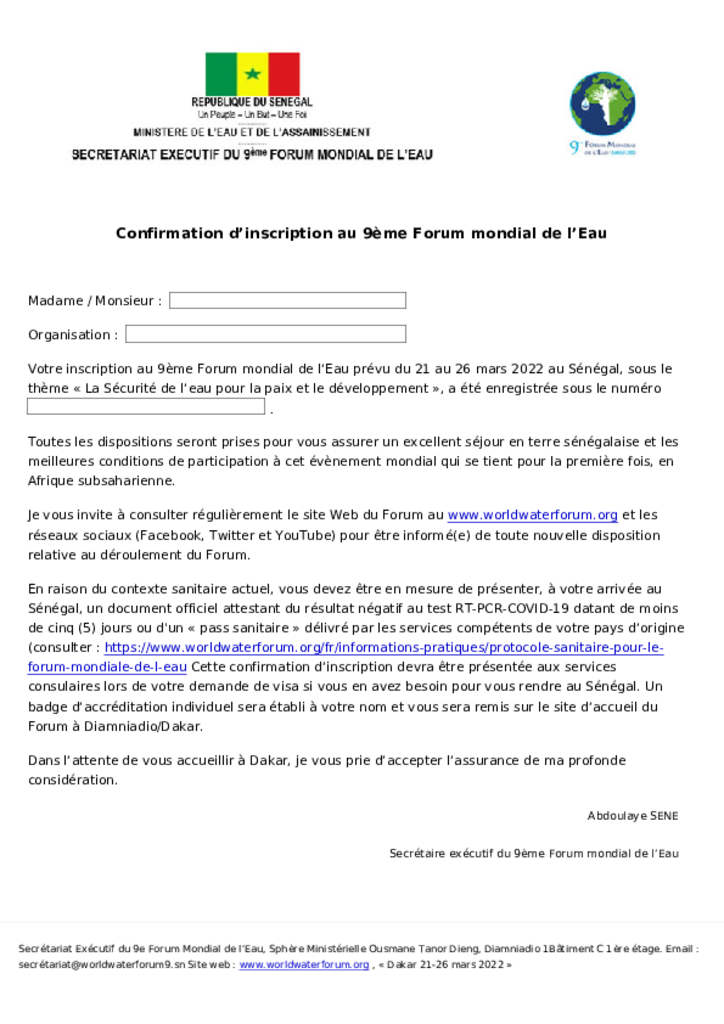 REPUBLIQUE DU SENEGAL
Un Peuple – Un But – Une Foi
MINISTERE DE L'EAU ET DE L'ASSAINISSEMENT
SECRETARIAT EXECUTIF DU 9ème FORUM MONDIAL DE L'EAU
9ème FORUM MONDIAL
DE L'EAU
Confirmation d’inscription au 9ème Forum mondial de l’Eau
Madame / Monsieur :
Organisation :
Votre inscription au 9ème Forum mondial de l’Eau prévu du 21 au 26 mars 2022 au Sénégal, sous le
thème « La Sécurité de l’eau pour la paix et le développement », a été enregistrée sous le numéro
.
Toutes les dispositions seront prises pour vous assurer un excellent séjour en terre sénégalaise et les
meilleures conditions de participation à cet évènement mondial qui se tient pour la première fois, en
Afrique subsaharienne.
Je vous invite à consulter régulièrement le site Web du Forum au www.worldwaterforum.org et les
réseaux sociaux (Facebook, Twitter et YouTube) pour être informé(e) de toute nouvelle disposition
relative au déroulement du Forum.
En raison du contexte sanitaire actuel, vous devez être en mesure de présenter, à votre arrivée au
Sénégal, un document officiel attestant du résultat négatif au test RT-PCR-COVID-19 datant de moins
de cinq (5) jours ou d'un « pass sanitaire » délivré par les services compétents de votre pays d'origine
(consulter : https://www.worldwaterforum.org/fr/informations-pratiques/protocole-sanitaire-pour-le-
forum-mondiale-de-l-eau Cette confirmation d’inscription devra être présentée aux services
consulaires lors de votre demande de visa si vous en avez besoin pour vous rendre au Sénégal. Un
badge d’accréditation individuel sera établi à votre nom et vous sera remis sur le site d’accueil du
Forum à Diamniadio/Dakar.
Dans l’attente de vous accueillir à Dakar, je vous prie d’accepter l’assurance de ma profonde
considération.
Abdoulaye SENE
Secrétaire exécutif du 9ème Forum mondial de l’Eau
Secrétariat Exécutif du 9e Forum Mondial de l’Eau, Sphère Ministérielle Ousmane Tanor Dieng, Diamniadio 1Bâtiment C 1ère étage. Email :
secrétariat@worldwaterforum9.sn Site web : www.worldwaterforum.org , « Dakar 21-26 mars 2022 »